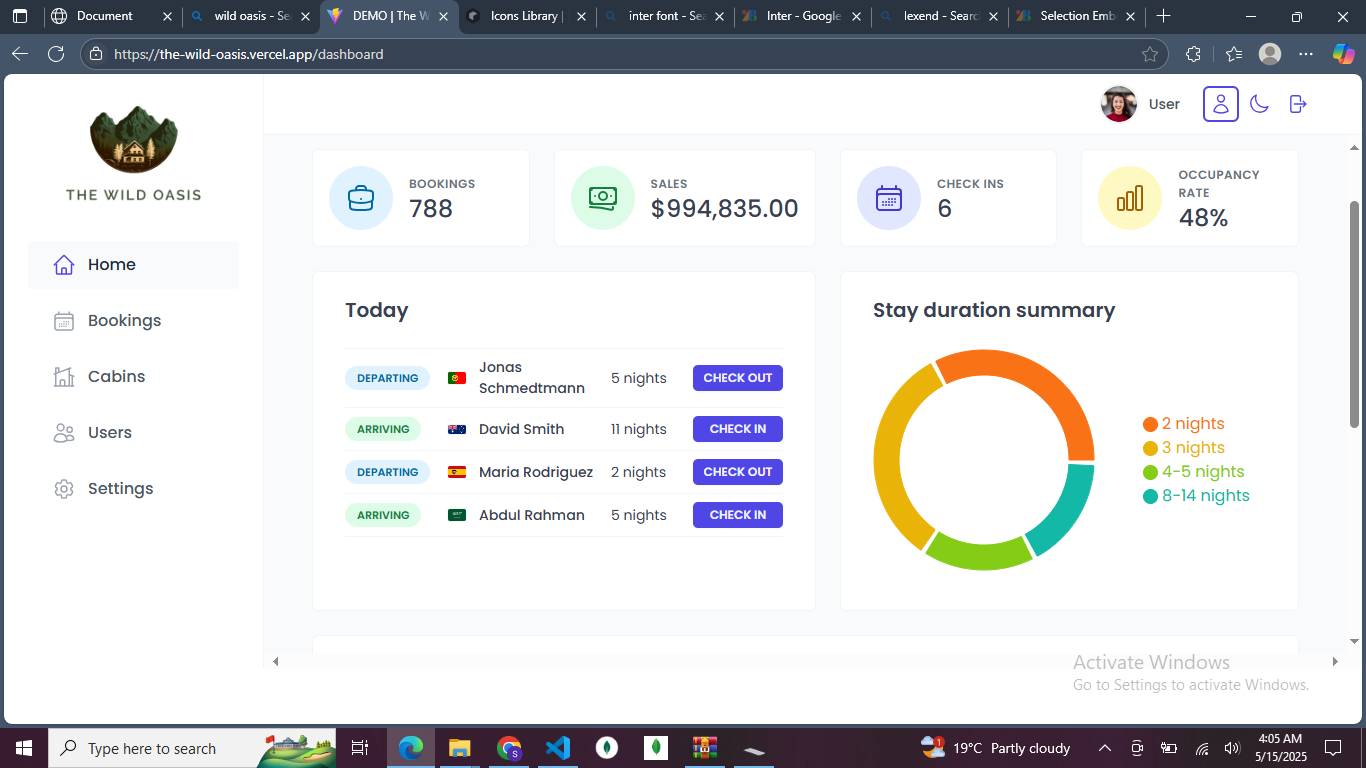 Document
wild oasis - Se
DEMO | The W
Icons Library |
inter font - Sea
Inter - Google
lexend - Searc
Selection Emb
https://the-wild-oasis.vercel.app/dashboard
THE WILD OASIS
User
Home
Bookings
Cabins
Users
Settings
BOOKINGS
788
SALES
$994,835.00
CHECK INS
6
OCCUPANCY
RATE
48%
Today
DEPARTING Jonas Schmedtmann 5 nights CHECK OUT
ARRIVING David Smith 11 nights CHECK IN
DEPARTING Maria Rodriguez 2 nights CHECK OUT
ARRIVING Abdul Rahman 5 nights CHECK IN
Stay duration summary
2 nights
3 nights
4-5 nights
8-14 nights
Activate Windows
Go to Settings to activate Windows.
Type here to search
1
S
19°C Partly cloudy
4:05 AM
5/15/2025